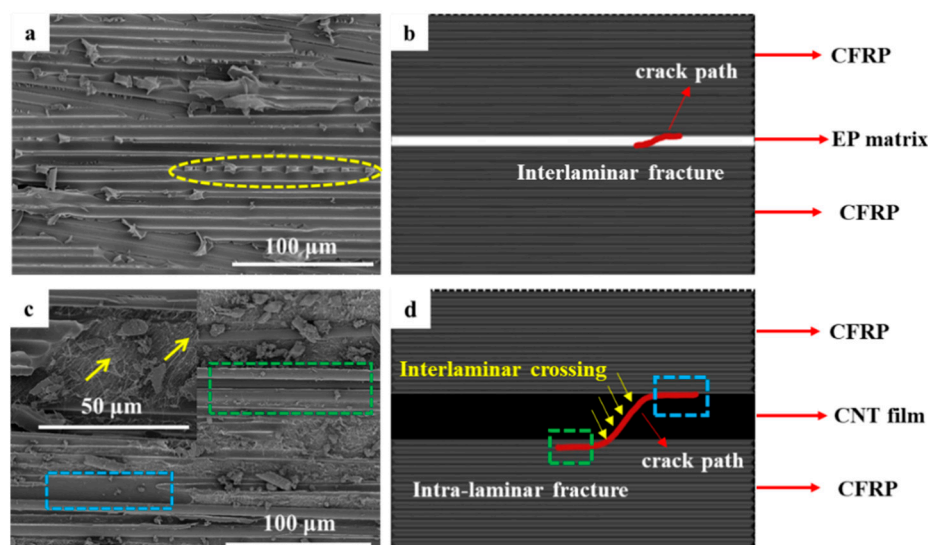 a
100 μm
b
crack path
Interlaminar fracture
CFRP
EP matrix
CFRP
c
50 μm
100 μm
d
Interlaminar crossing
crack path
Intra-laminar fracture
CFRP
CNT film
CFRP